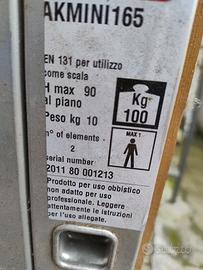 AKMINI165
EN 131 per utilizzo
come scala
H max 90
al piano
Peso kg 10
n° of elements
2
serial number
2011 80 001213
Kg
100
MAX 1
Prodotto per uso obbistico
non adatto per uso
professionale. Leggere
attentamente le istruzioni
per l'uso allegate.